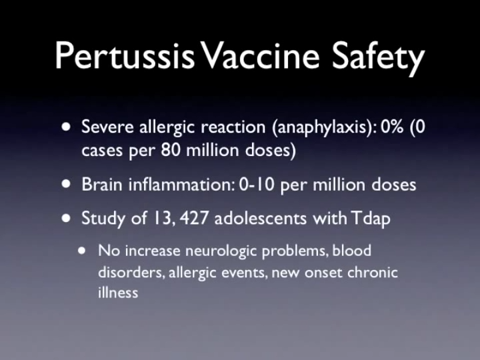 Pertussis Vaccine Safety
• Severe allergic reaction (anaphylaxis): 0% (0
cases per 80 million doses)
• Brain inflammation: 0-10 per million doses
• Study of 13, 427 adolescents with Tdap
• No increase neurologic problems, blood
disorders, allergic events, new onset chronic
illness